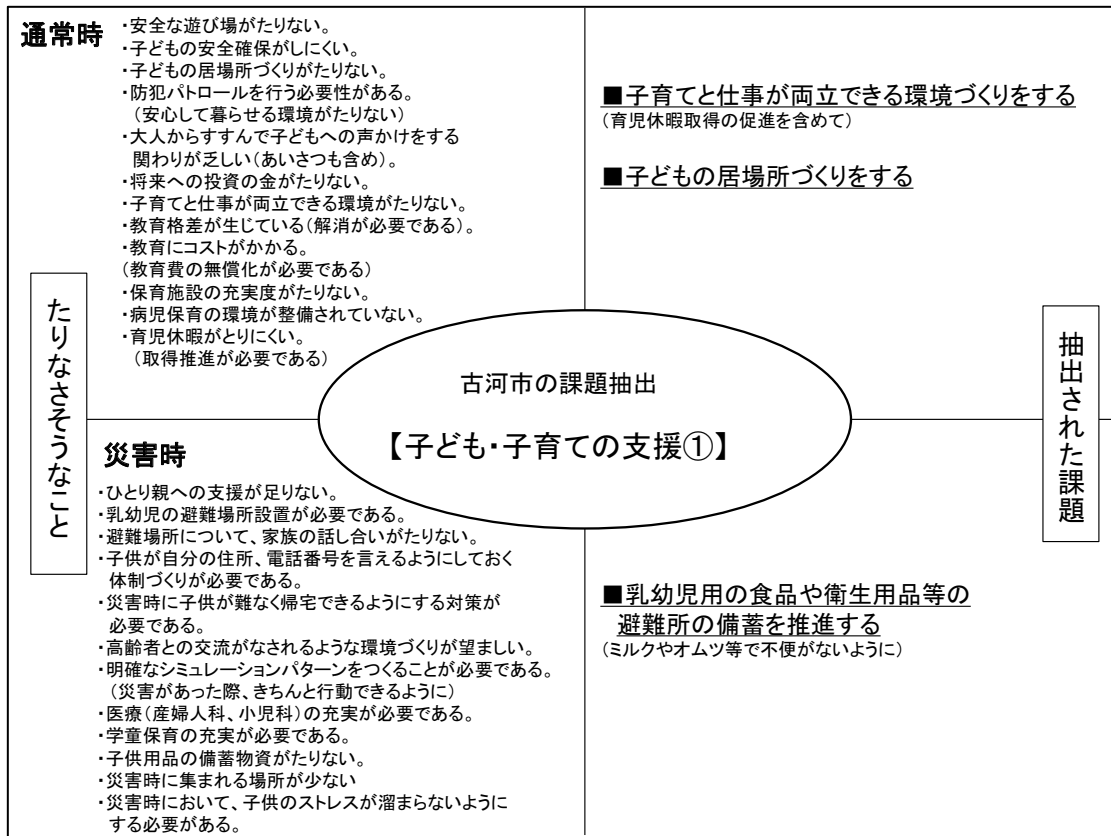 通常時
・安全な遊び場がたりない。
・子どもの安全確保がしにくい。
・子どもの居場所づくりがたりない。
・防犯パトロールを行う必要性がある。
(安心して暮らせる環境がたりない)
・大人からすすんで子どもへの声かけをする
関わりが乏しい(あいさつも含め)。
・将来への投資の金がたりない。
・子育てと仕事が両立できる環境がたりない。
・教育格差が生じている(解消が必要である)。
・教育にコストがかかる。
(教育費の無償化が必要である)
・保育施設の充実度がたりない。
・病児保育の環境が整備されていない。
・育児休暇がとりにくい。
(取得推進が必要である)
■子育てと仕事が両立できる環境づくりをする
(育児休暇取得の促進を含めて)
■子どもの居場所づくりをする
たりなさそうなこと
古河市の課題抽出
【子ども・子育ての支援①】
抽出された課題
災害時
・ひとり親への支援が足りない。
・乳幼児の避難場所設置が必要である。
・避難場所について、家族の話し合いがたりない。
・子供が自分の住所、電話番号を言えるようにしておく
体制づくりが必要である。
・災害時に子供が難なく帰宅できるようにする対策が
必要である。
・高齢者との交流がなされるような環境づくりが望ましい。
・明確なシミュレーションパターンをつくることが必要である。
(災害があった際、きちんと行動できるように)
・医療(産婦人科、小児科)の充実が必要である。
・学童保育の充実が必要である。
・子供用品の備蓄物資がたりない。
・災害時に集まれる場所が少ない
・災害時において、子供のストレスが溜まらないように
する必要がある。
■乳幼児用の食品や衛生用品等の
避難所の備蓄を推進する
(ミルクやオムツ等で不便がないように)